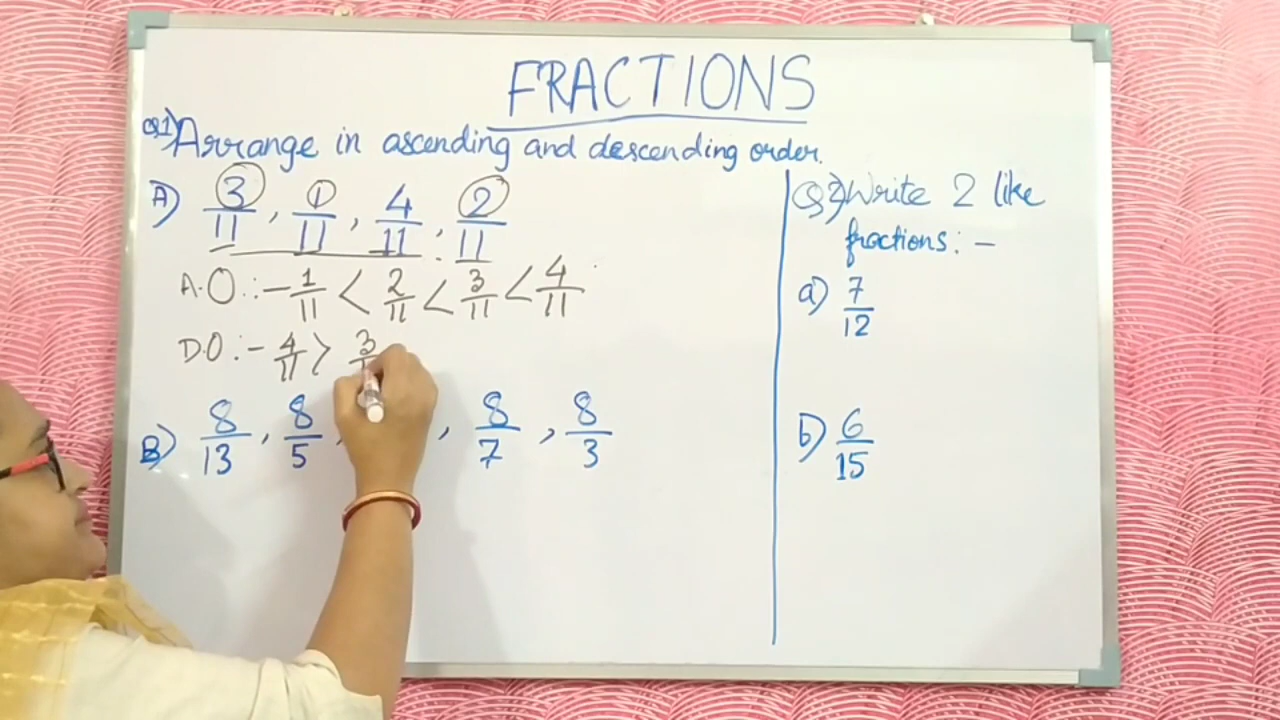 FRACTIONS
Q1) Arrange in ascending and descending order.
A) 3/11, 1/11, 4/11, 2/11
A.O. :- 1/11 < 2/11 < 3/11 < 4/11
D.O :- 4/11 > 3/
B) 8/13, 8/5, , 8/7, 8/3
Q2) Write 2 like
fractions :-
a) 7/12
b) 6/15